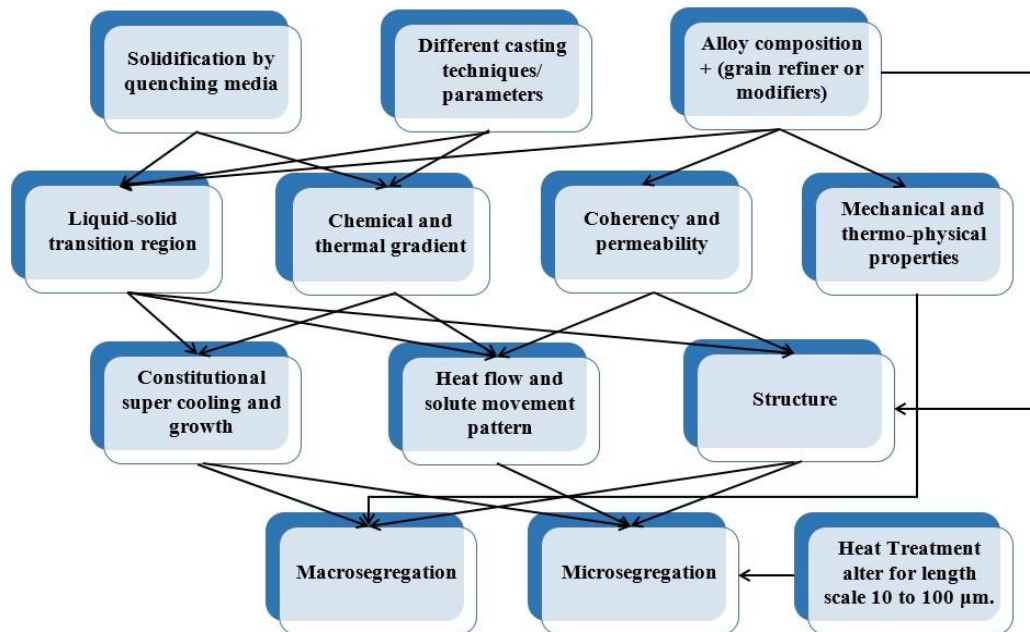 Solidification by
quenching media
Different casting
techniques/
parameters
Alloy composition
+ (grain refiner or
modifiers)
Liquid-solid
transition region
Chemical and
thermal gradient
Coherency and
permeability
Mechanical and
thermo-physical
properties
Constitutional
super cooling and
growth
Heat flow and
solute movement
pattern
Structure
Macrosegregation
Microsegregation
Heat Treatment
alter for length
scale 10 to 100 µm.